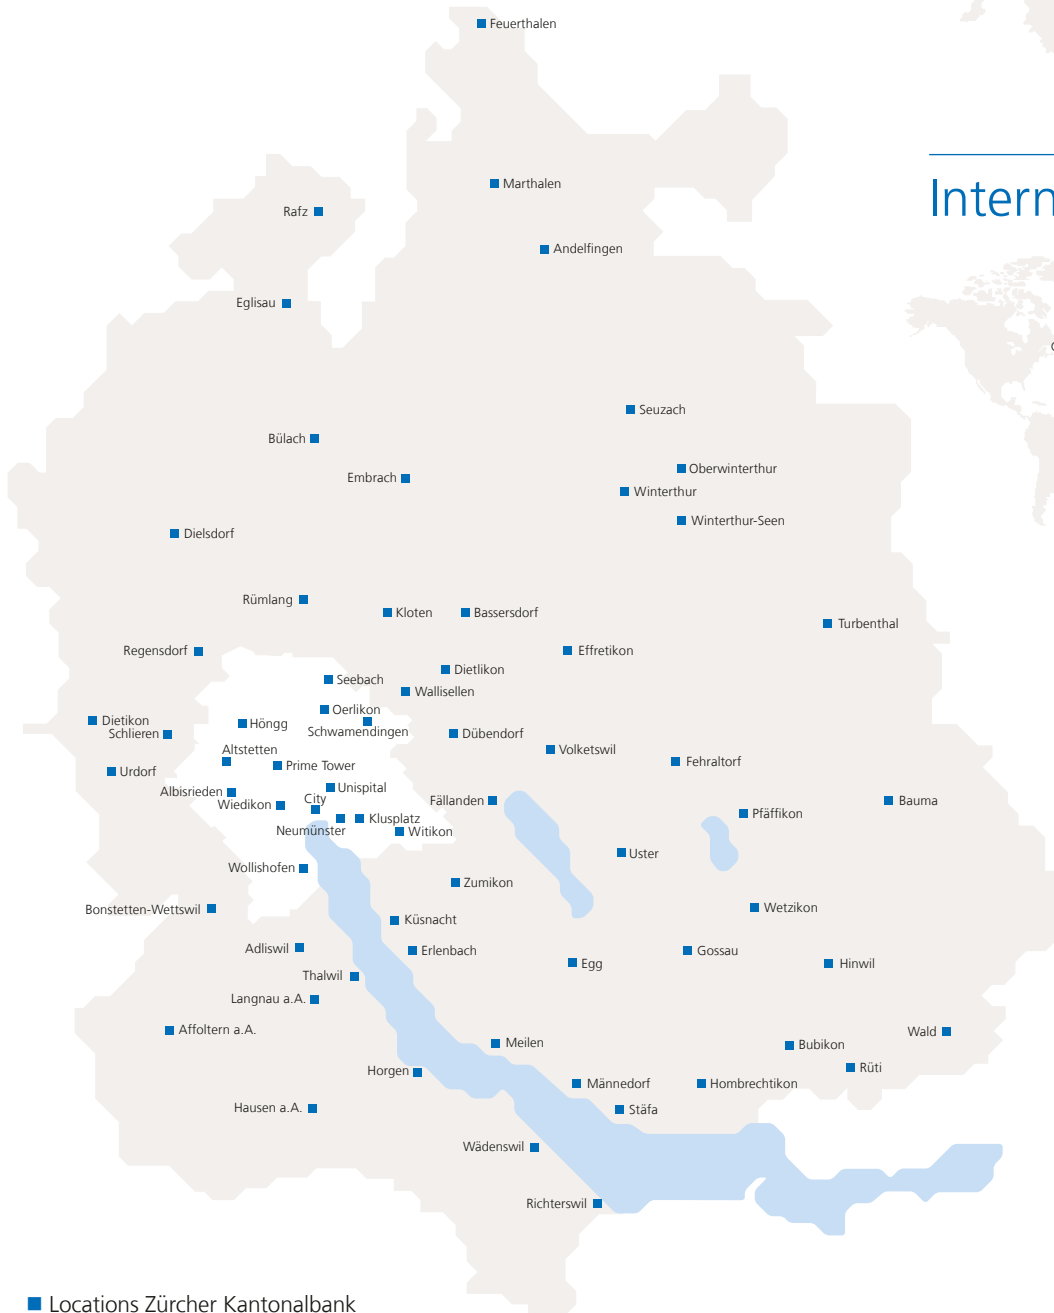 Feuerthalen
Marthalen
Rafz
Intern
Andelfingen
Eglisau
Seuzach
Bülach
Oberwinterthur
Embrach
Winterthur
Winterthur-Seen
Dielsdorf
Rümlang
Kloten
Bassersdorf
Turbenthal
Regensdorf
Effretikon
Dietlikon
Seebach
Wallisellen
Oerlikon
Dietikon
Höngg
Schwamendingen
Schlieren
Dübendorf
Altstetten
Volketswil
Prime Tower
Fehraltorf
Urdorf
Unispital
Albisrieden
City
Wiedikon
Fällanden
Bauma
Pfäffikon
Klusplatz
Neumünster
Witikon
Uster
Wollishofen
Zumikon
Bonstetten-Wettswil
Wetzikon
Küsnacht
Adliswil
Erlenbach
Gossau
Egg
Hinwil
Thalwil
Langnau a.A.
Affoltern a.A.
Wald
Meilen
Bubikon
Rüti
Horgen
Männedorf
Hombrechtikon
Hausen a.A.
Stäfa
Wädenswil
Richterswil
Locations Zürcher Kantonalbank